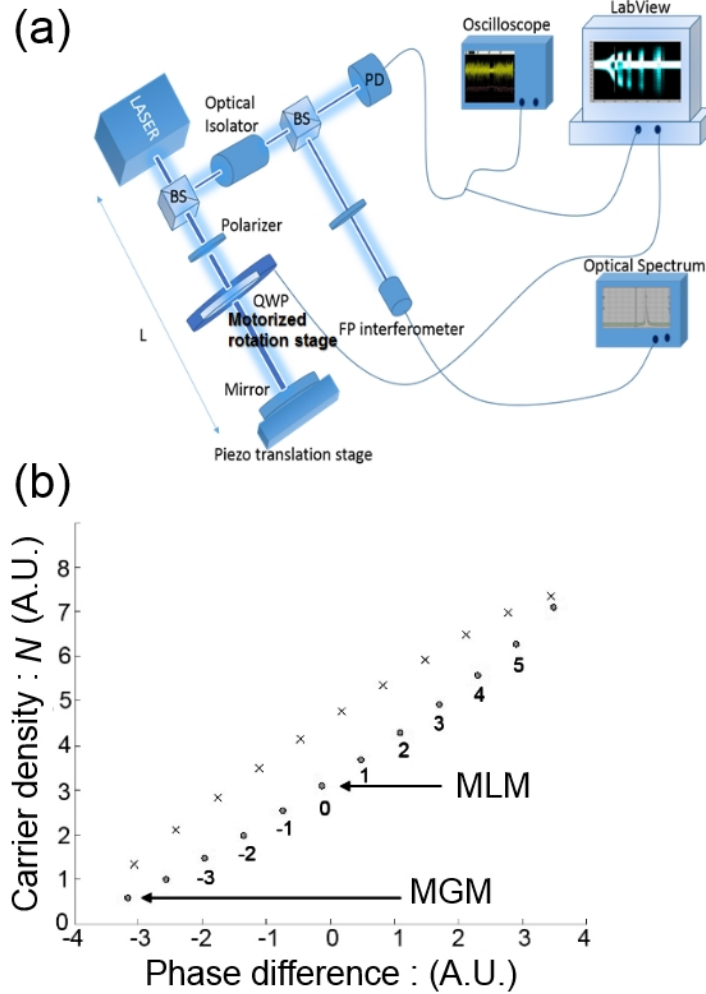 (a)
Oscilloscope
LabView
LASER
Optical
Isolator
BS
PD
BS
Polarizer
QWP
Motorized
rotation stage
L
Mirror
Piezo translation stage
FP interferometer
Optical Spectrum
(b)
Carrier density : N (A.U.)
8
7
6
5
4
3
2
1
0
5
4
3
2
1
0
-1
-2
-3
MLM
MGM
-4 -3 -2 -1 0 1 2 3 4
Phase difference : (A.U.)